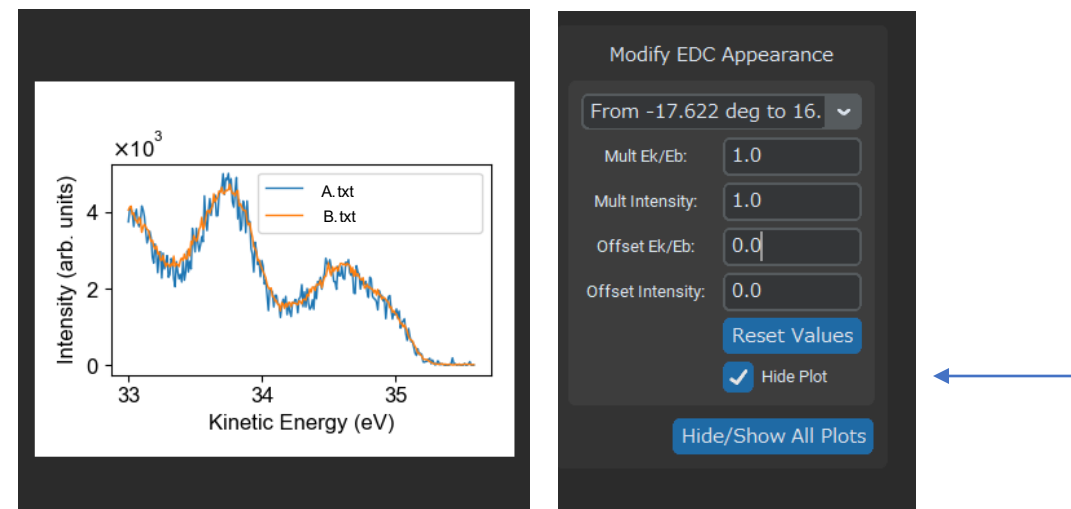 ×10³
Intensity (arb. units)
4
2
0
A.txt
B.txt
33 34 35
Kinetic Energy (eV)
Modify EDC Appearance
From -17.622 deg to 16.
Mult Ek/Eb: 1.0
Mult Intensity: 1.0
Offset Ek/Eb: 0.0
Offset Intensity: 0.0
Reset Values
Hide Plot
Hide/Show All Plots